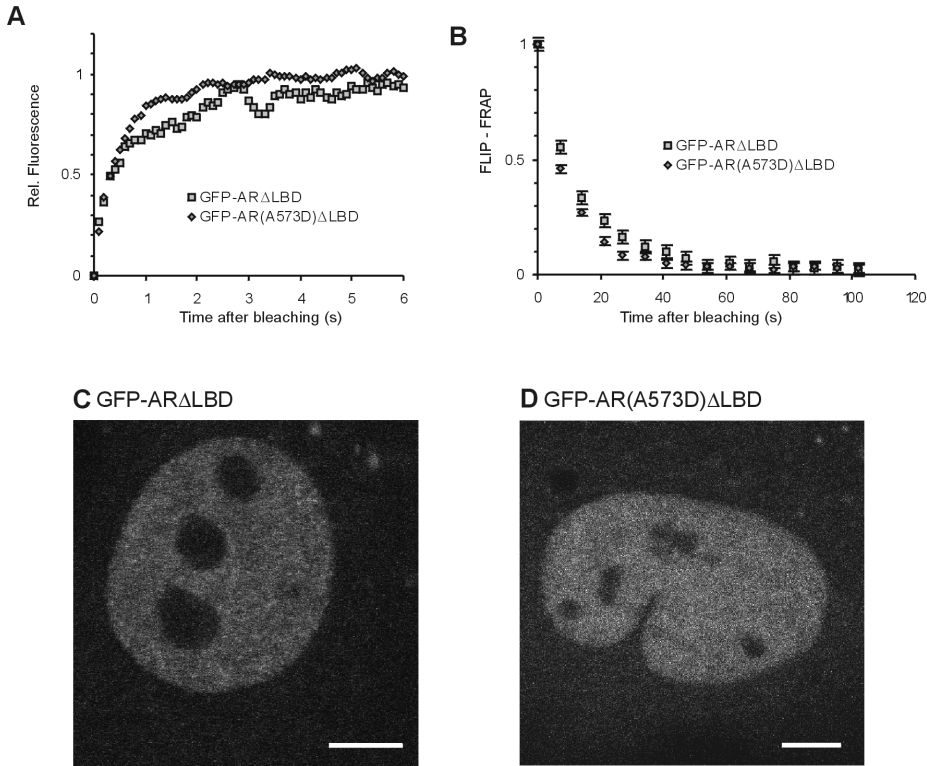 A
Rel. Fluorescence
1
0.5
0
0 1 2 3 4 5 6
Time after bleaching (s)
GFP-ARΔLBD
GFP-AR(A573D)ΔLBD
B
FLIP - FRAP
1
0.5
0
0 20 40 60 80 100 120
Time after bleaching (s)
GFP-ARΔLBD
GFP-AR(A573D)ΔLBD
C GFP-ARΔLBD
D GFP-AR(A573D)ΔLBD